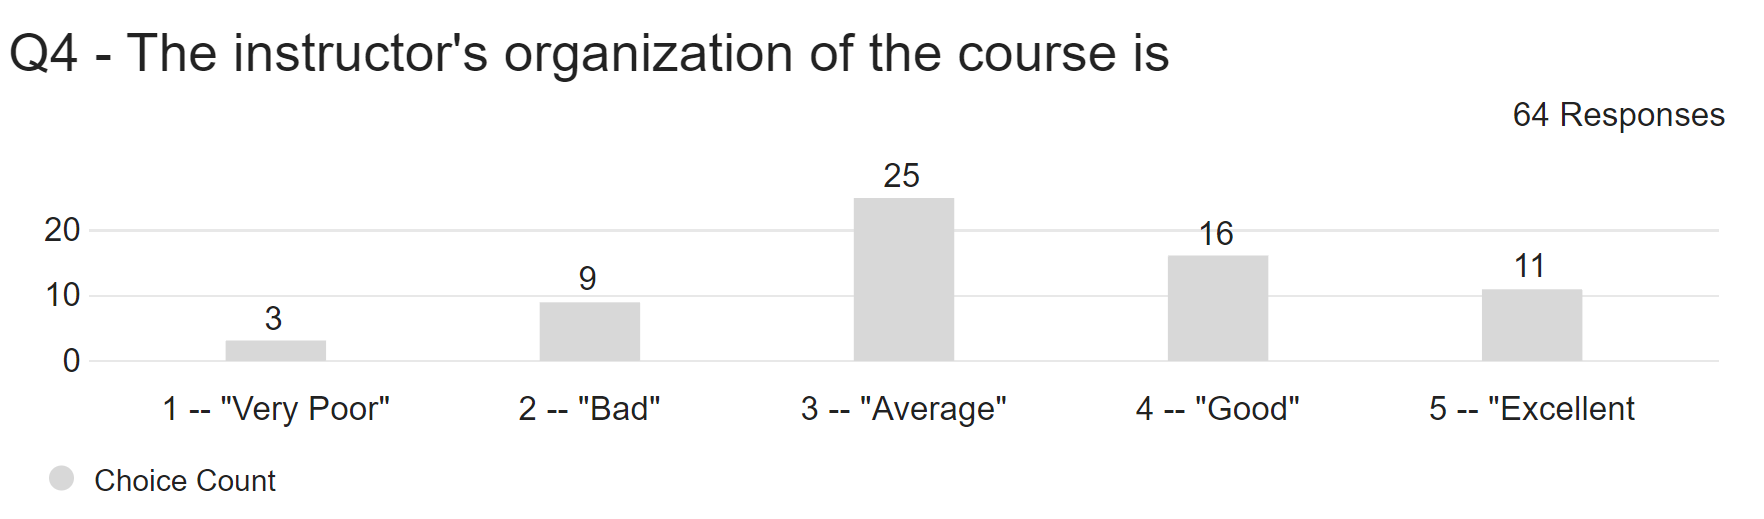 Q4 - The instructor's organization of the course is
64 Responses
25
20
16
11
9
10
3
0
1 -- "Very Poor"
2 -- "Bad"
3 -- "Average"
4 -- "Good"
5 -- "Excellent
Choice Count